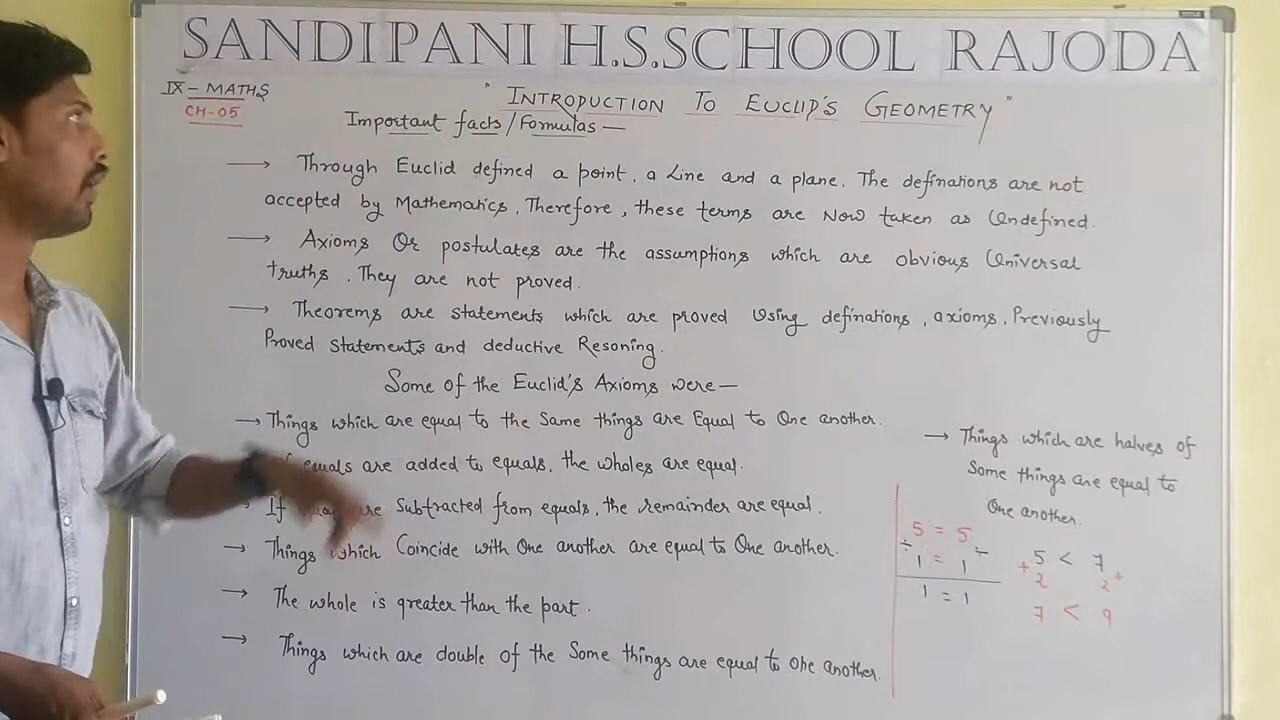 SANDIPANI H.S.SCHOOL RAJODA
IX - MATHS
CH-05
" INTRODUCTION TO EUCLID'S GEOMETRY "
Important facts/Formulas —
→ Through Euclid defined a point, a Line and a plane. The definations are not
accepted by Mathematics. Therefore, these terms are Now taken as Undefined.
→ Axioms Or postulates are the assumptions which are obvious Universal
truths. They are not proved.
→ Theorems are statements which are proved Using definations, axioms, Previously
Proved Statements and deductive Resoning.
Some of the Euclid's Axioms were —
→ Things which are equal to the Same things are Equal to One another.
equals are added to equals, the wholes are equal.
If are Subtracted from equals, the remainder are equal.
→ Things which Coincide with One another are equal to One another.
→ The whole is greater than the part.
→ Things which are double of the Some things are equal to one another.
→ Things which are halves of
Some things are equal to
One another.
5 = 5
÷ 1 = 1 ÷
1 = 1
5 < 7
+ 2 2 +
7 < 9